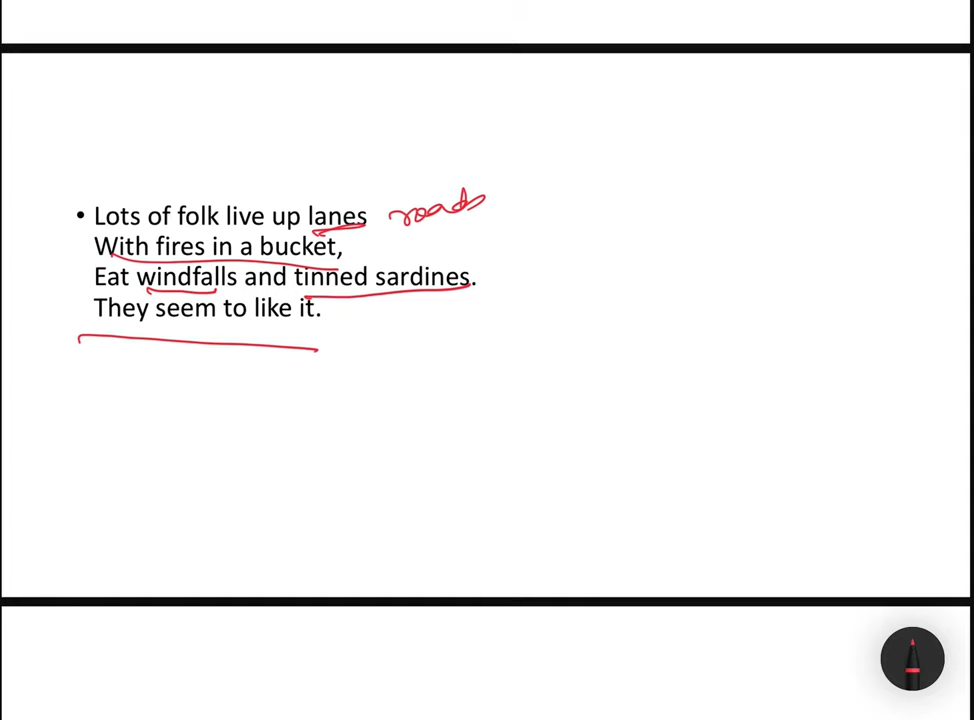 • Lots of folk live up lanes roads
With fires in a bucket,
Eat windfalls and tinned sardines.
They seem to like it.